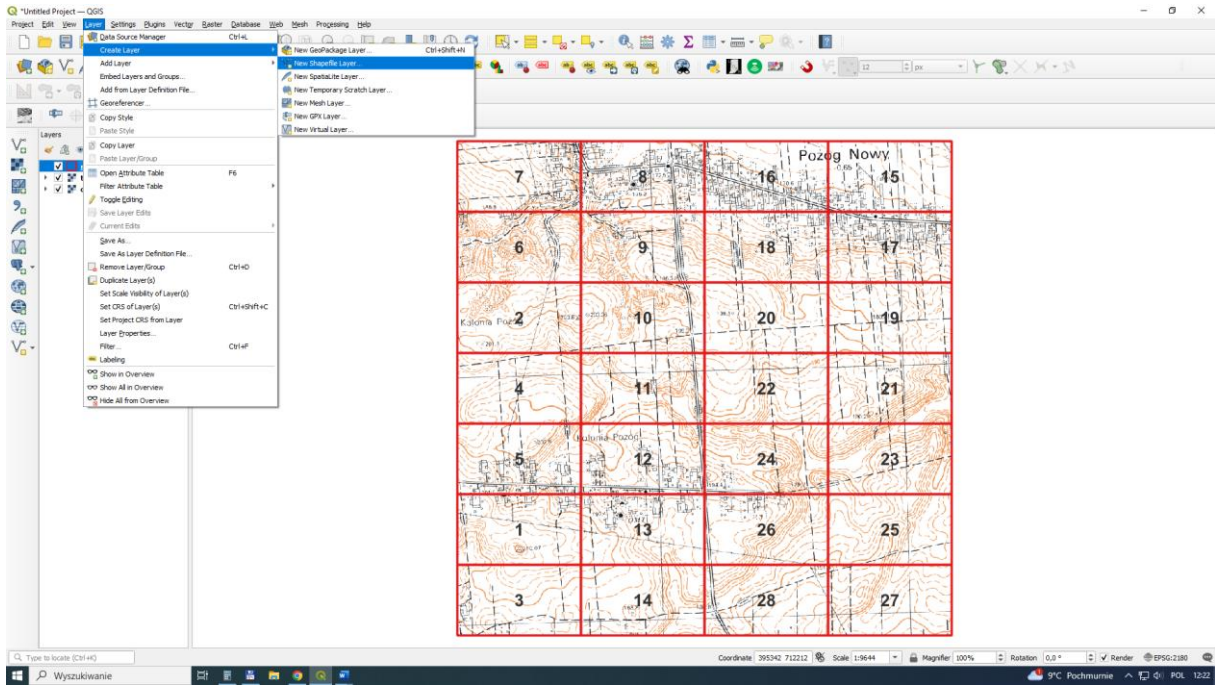 *Untitled Project — QGIS
Project Edit View Layer Settings Plugins Vector Raster Database Web Mesh Processing Help
Data Source Manager Ctrl+L
Create Layer
Add Layer
Embed Layers and Groups...
Add from Layer Definition File...
Georeferencer...
Copy Style
Paste Style
Copy Layer
Paste Layer/Group
Open Attribute Table F6
Filter Attribute Table
Toggle Editing
Save Layer Edits
Current Edits
Save As...
Save As Layer Definition File...
Remove Layer/Group Ctrl+D
Duplicate Layer(s)
Set Scale Visibility of Layer(s)
Set CRS of Layer(s) Ctrl+Shift+C
Set Project CRS from Layer
Layer Properties...
Filter... Ctrl+F
Labeling
Show in Overview
Show All in Overview
Hide All from Overview
New GeoPackage Layer... Ctrl+Shift+N
New Shapefile Layer...
New SpatiaLite Layer...
New Temporary Scratch Layer...
New Mesh Layer...
New GPX Layer...
New Virtual Layer...
12 px
Layers
Pozog Nowy
7 8 16 15
6 9 18 17
Kolonia
2 10 20 19
4 11 22 21
Kolonia Pozog
5 12 24 23
1 13 26 25
3 14 28 27
Type to locate (Ctrl+K)
Coordinate 395342 712212 Scale 1:9644 Magnifier 100% Rotation 0,0 ° Render EPSG:2180
Wyszukiwanie
9°C Pochmurnie POL 12:22